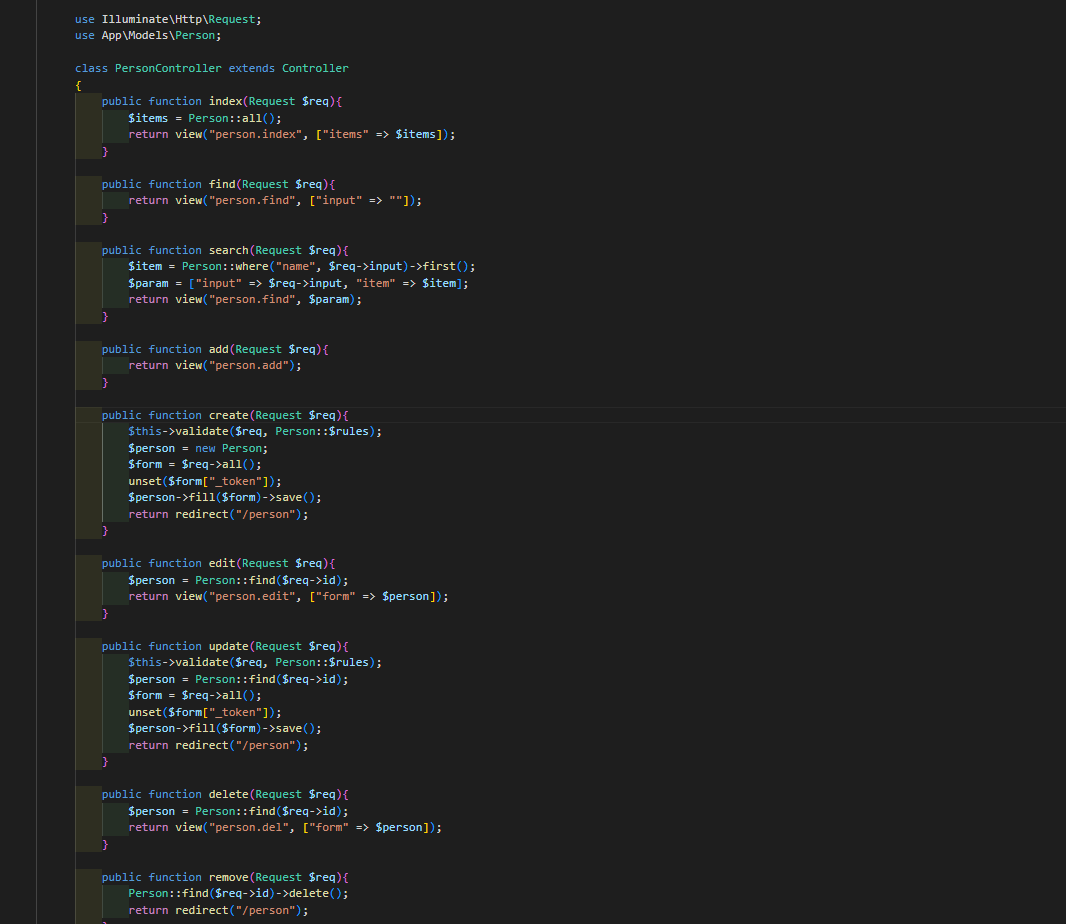 use Illuminate\Http\Request;
use App\Models\Person;
class PersonController extends Controller
{
public function index(Request $req){
$items = Person::all();
return view("person.index", ["items" => $items]);
}
public function find(Request $req){
return view("person.find", ["input" => ""]);
}
public function search(Request $req){
$item = Person::where("name", $req->input)->first();
$param = ["input" => $req->input, "item" => $item];
return view("person.find", $param);
}
public function add(Request $req){
return view("person.add");
}
public function create(Request $req){
$this->validate($req, Person::$rules);
$person = new Person;
$form = $req->all();
unset($form["_token"]);
$person->fill($form)->save();
return redirect("/person");
}
public function edit(Request $req){
$person = Person::find($req->id);
return view("person.edit", ["form" => $person]);
}
public function update(Request $req){
$this->validate($req, Person::$rules);
$person = Person::find($req->id);
$form = $req->all();
unset($form["_token"]);
$person->fill($form)->save();
return redirect("/person");
}
public function delete(Request $req){
$person = Person::find($req->id);
return view("person.del", ["form" => $person]);
}
public function remove(Request $req){
Person::find($req->id)->delete();
return redirect("/person");
}